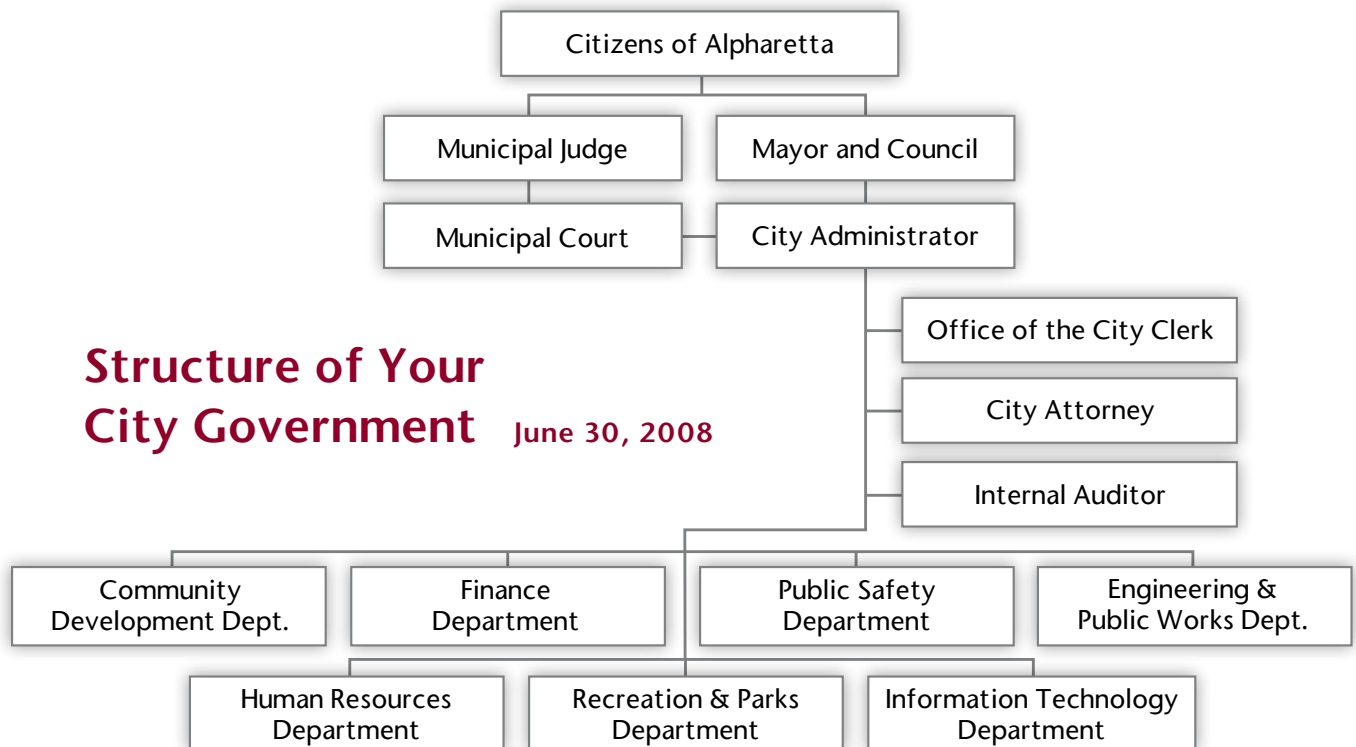 Citizens of Alpharetta
Municipal Judge
Mayor and Council
Municipal Court
City Administrator
Office of the City Clerk
Structure of Your
City Government June 30, 2008
City Attorney
Internal Auditor
Community
Development Dept.
Finance
Department
Public Safety
Department
Engineering &
Public Works Dept.
Human Resources
Department
Recreation & Parks
Department
Information Technology
Department